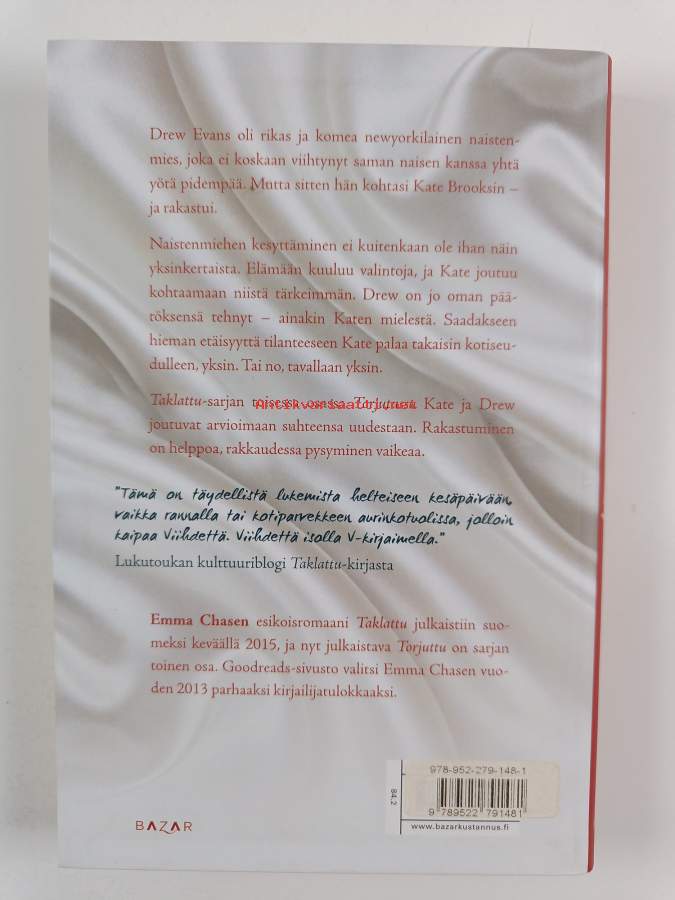 Drew Evans oli rikas ja komea newyorkilainen naisten-
mies, joka ei koskaan viihtynyt saman naisen kanssa yhtä
yötä pidempää. Mutta sitten hän kohtasi Kate Brooksin –
ja rakastui.
Naistenmiehen kesyttäminen ei kuitenkaan ole ihan näin
yksinkertaista. Elämään kuuluu valintoja, ja Kate joutuu
kohtaamaan niistä tärkeimmän. Drew on jo oman pää-
töksensä tehnyt – ainakin Katen mielestä. Saadakseen
hieman etäisyyttä tilanteeseen Kate palaa takaisin kotiseu-
dulleen, yksin. Tai no, tavallaan yksin.
Taklattu-sarjan toisessa osassa Torjuttu Kate ja Drew
joutuvat arvioimaan suhteensa uudestaan. Rakastuminen
on helppoa, rakkaudessa pysyminen vaikeaa.
"Tämä on täydellistä lukemista helteiseen kesäpäivään,
vaikka rannalla tai kotiparvekkeen aurinkotuolissa, jolloin
kaipaa Viihdettä. Viihdettä isolla V-kirjaimella."
Lukutoukan kulttuuriblogi Taklattu-kirjasta
Emma Chasen esikoisromaani Taklattu julkaistiin suo-
meksi keväällä 2015, ja nyt julkaistava Torjuttu on sarjan
toinen osa. Goodreads-sivusto valitsi Emma Chasen vuo-
den 2013 parhaaksi kirjailijatulokkaaksi.
978-952-279-148-1
84.2
9 789522 791481
www.bazarkustannus.fi
BAZAR